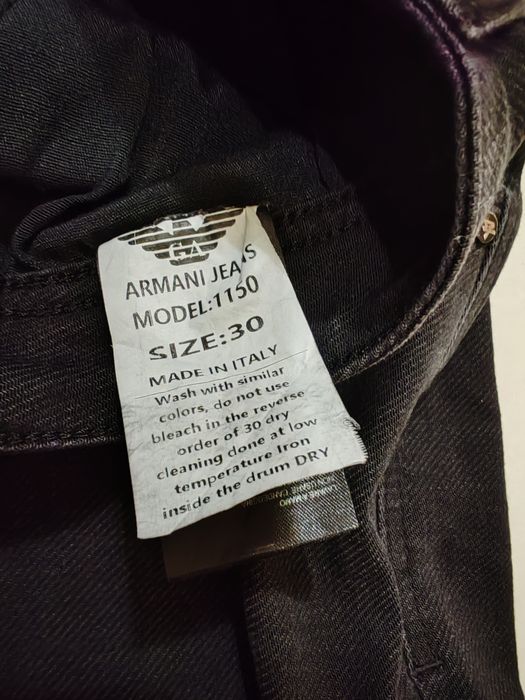 GA
ARMANI JEANS
MODEL:1150
SIZE:30
MADE IN ITALY
Wash with similar
colors, do not use
bleach in the reverse
order of 30 dry
cleaning done at low
temperature Iron
inside the drum DRY